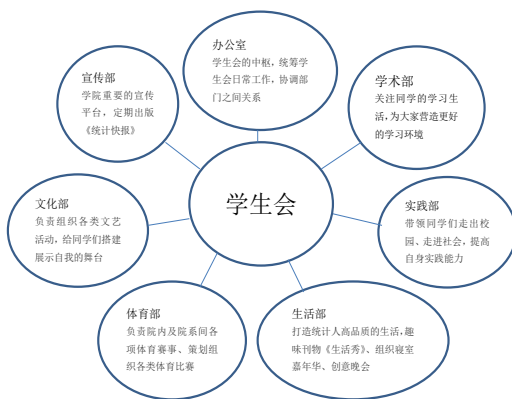 办公室
学生会的中枢，统筹学
生会日常工作，协调部
门之间关系
宣传部
学院重要的宣传
平台，定期出版
《统计快报》
学术部
关注同学的学习生
活，为大家营造更好
的学习环境
学生会
文化部
负责组织各类文艺
活动，给同学们搭建
展示自我的舞台
实践部
带领同学们走出校
园、走进社会，提高
自身实践能力
体育部
负责院内及院系间各
项体育赛事、策划组
织各类体育比赛
生活部
打造统计人高品质的生活，趣
味刊物《生活秀》、组织寝室
嘉年华、创意晚会